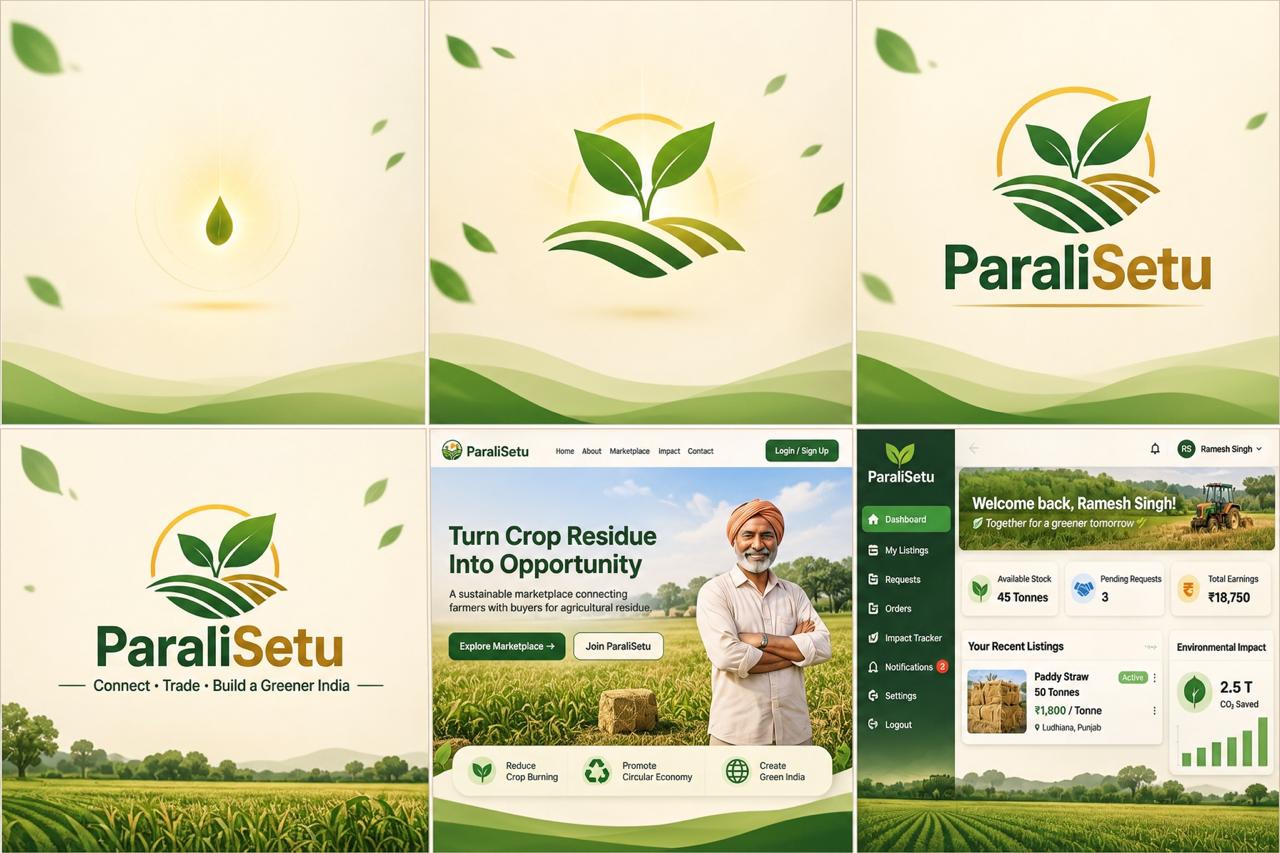 ParaliSetu
ParaliSetu
Connect • Trade • Build a Greener India
ParaliSetu
Home
About
Marketplace
Impact
Contact
Login / Sign Up
Turn Crop Residue
Into Opportunity
A sustainable marketplace connecting
farmers with buyers for agricultural residue.
Explore Marketplace →
Join ParaliSetu
Reduce
Crop Burning
Promote
Circular Economy
Create
Green India
ParaliSetu
Dashboard
My Listings
Requests
Orders
Impact Tracker
Notifications 2
Settings
Logout
RS Ramesh Singh
Welcome back, Ramesh Singh!
Together for a greener tomorrow
Available Stock
45 Tonnes
Pending Requests
3
₹
Total Earnings
₹18,750
Your Recent Listings
Paddy Straw
Active
50 Tonnes
₹1,800 / Tonne
Ludhiana, Punjab
Environmental Impact
2.5 T
CO₂ Saved